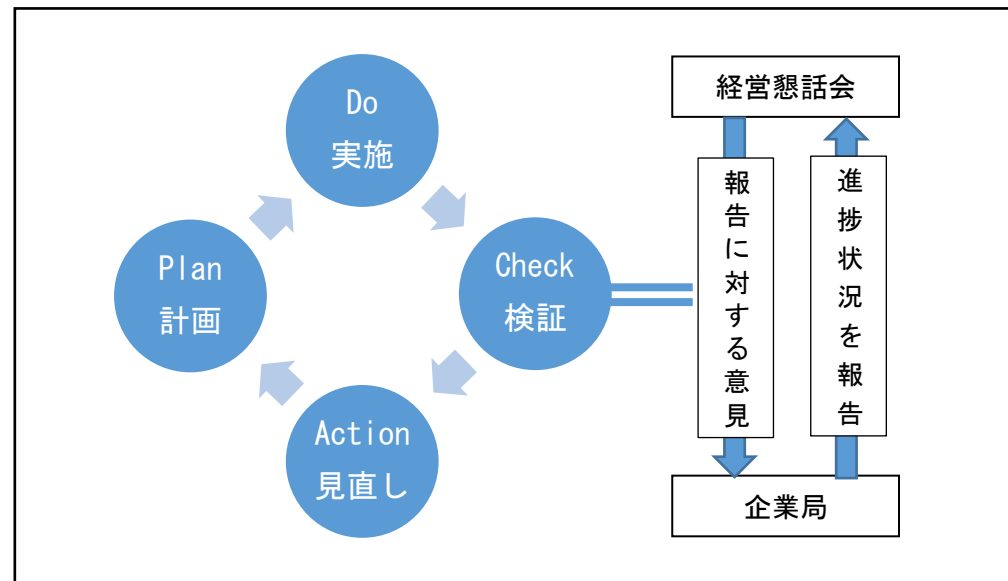 Do
実施
Plan
計画
Check
検証
Action
見直し
経営懇話会
報告に対する意見
進捗状況を報告
企業局